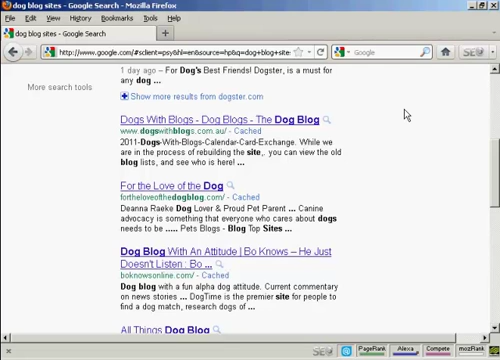 dog blog sites - Google Search - Mozilla Firefox
File Edit View History Bookmarks Tools Help
dog blog sites - Google Search
http://www.google.com/#client=psy&hl=en&source=hp&q=dog+blog+site
Google
More search tools
1 day ago – For Dog's Best Friends! Dogster, is a must for
any dog ...
Show more results from dogster.com
Dogs With Blogs - Dog Blogs - The Dog Blog
www.dogswithblogs.com.au/ - Cached
2011-Dogs-With-Blogs-Calendar-Card-Exchange. While we
are in the process of rebuilding the site,. you can view the old
blog lists, and see who is here! ...
For the Love of the Dog
fortheloveofthedogblog.com/ - Cached
Deanna Raeke Dog Lover & Proud Pet Parent ... Canine
advocacy is something that everyone who cares about dogs
needs to be ..... Pets Blogs - Blog Top Sites ...
Dog Blog With An Attitude | Bo Knows – He Just
Doesn't Listen : Bo ...
boknowsonline.com/ - Cached
Dog blog with a fun alpha dog attitude. Current commentary
on news stories ... DogTime is the premier site for people to
find a dog match, research dogs of ...
All Things Dog Blog
PageRank Alexa Compete mozRank